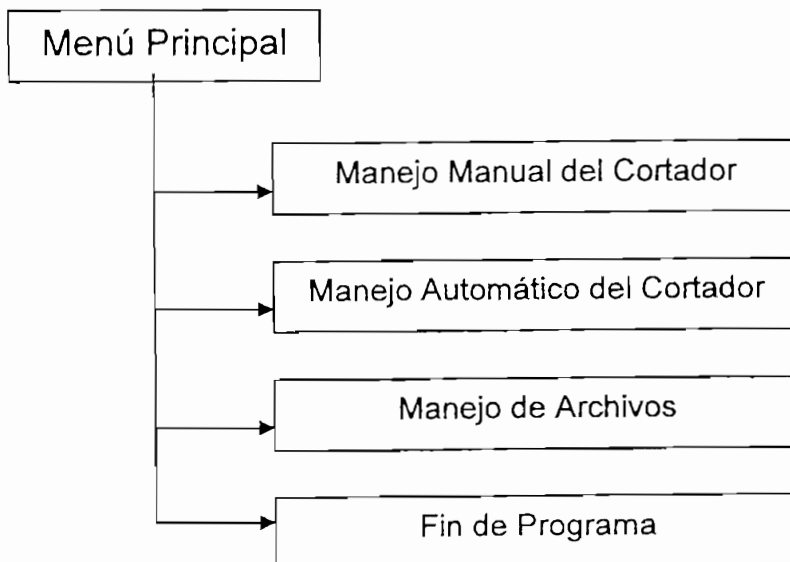 Menú Principal
Manejo Manual del Cortador
Manejo Automático del Cortador
Manejo de Archivos
Fin de Programa